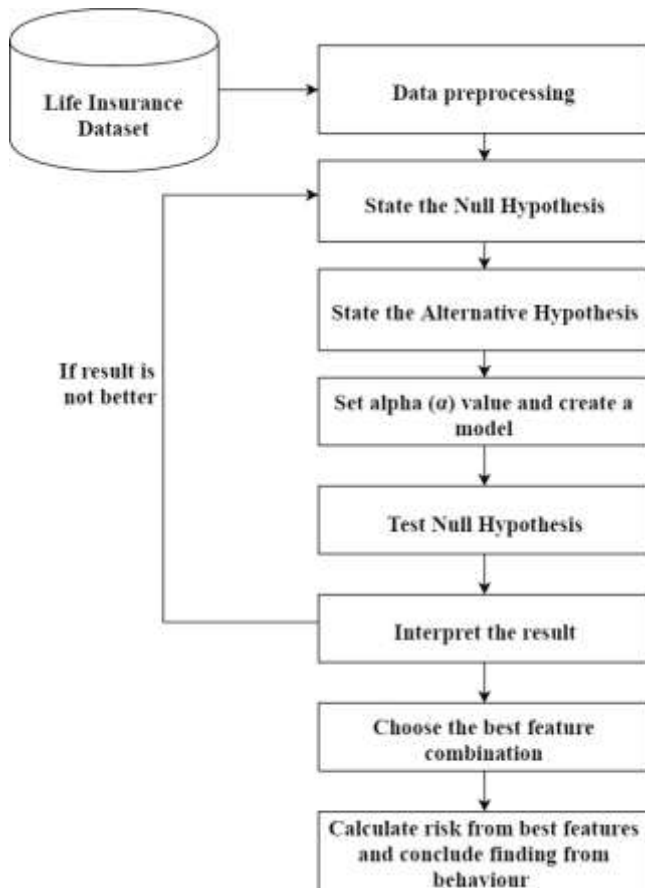 Life Insurance
Dataset
Data preprocessing
State the Null Hypothesis
State the Alternative Hypothesis
If result is
not better
Set alpha (α) value and create a
model
Test Null Hypothesis
Interpret the result
Choose the best feature
combination
Calculate risk from best features
and conclude finding from
behaviour